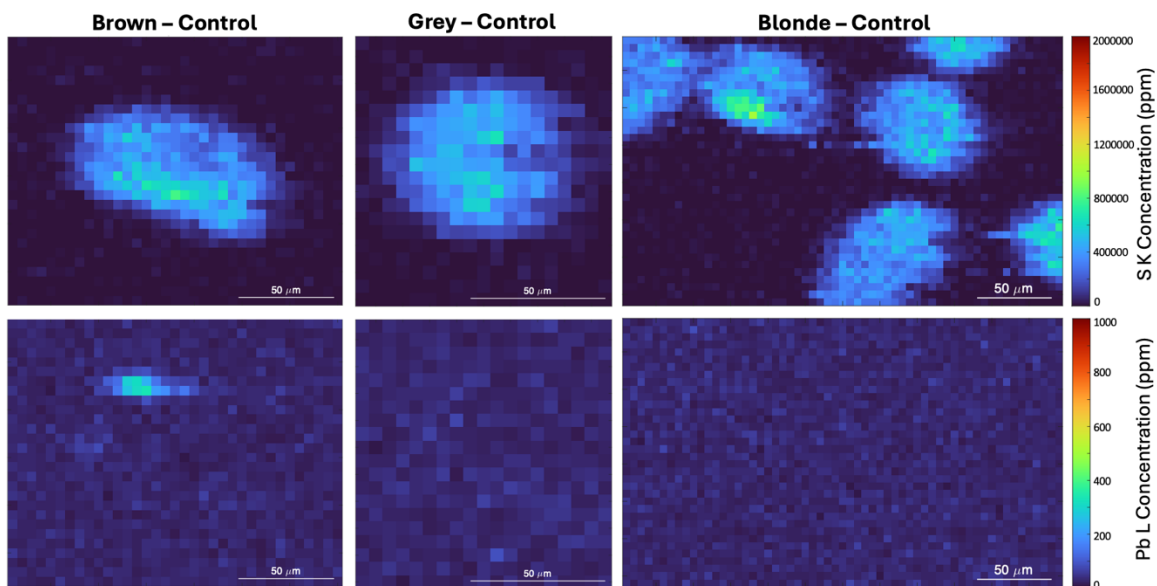 Brown – Control
Grey – Control
Blonde – Control
50 μm
50 μm
50 μm
2000000
1600000
1200000
800000
400000
0
S K Concentration (ppm)
50 μm
50 μm
50 μm
1000
800
600
400
200
0
Pb L Concentration (ppm)